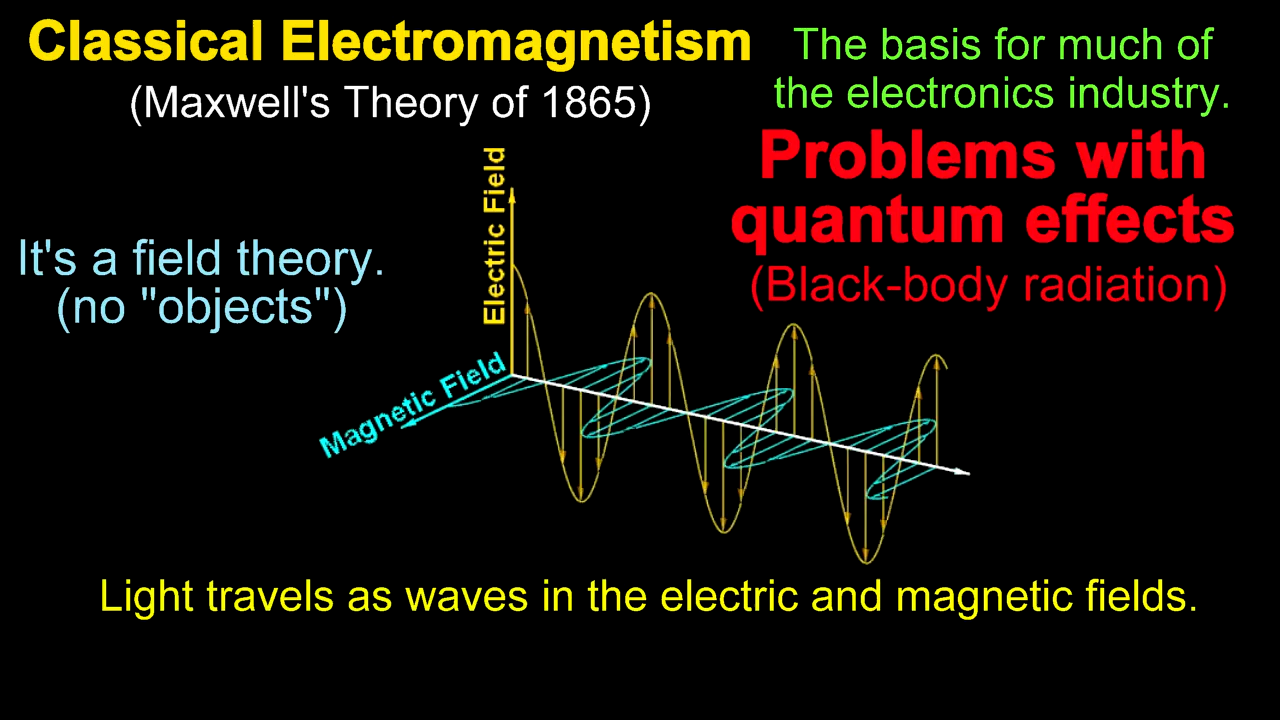 Classical Electromagnetism
(Maxwell's Theory of 1865)
The basis for much of
the electronics industry.
Problems with
quantum effects
(Black-body radiation)
It's a field theory.
(no "objects")
Electric Field
Magnetic Field
Light travels as waves in the electric and magnetic fields.